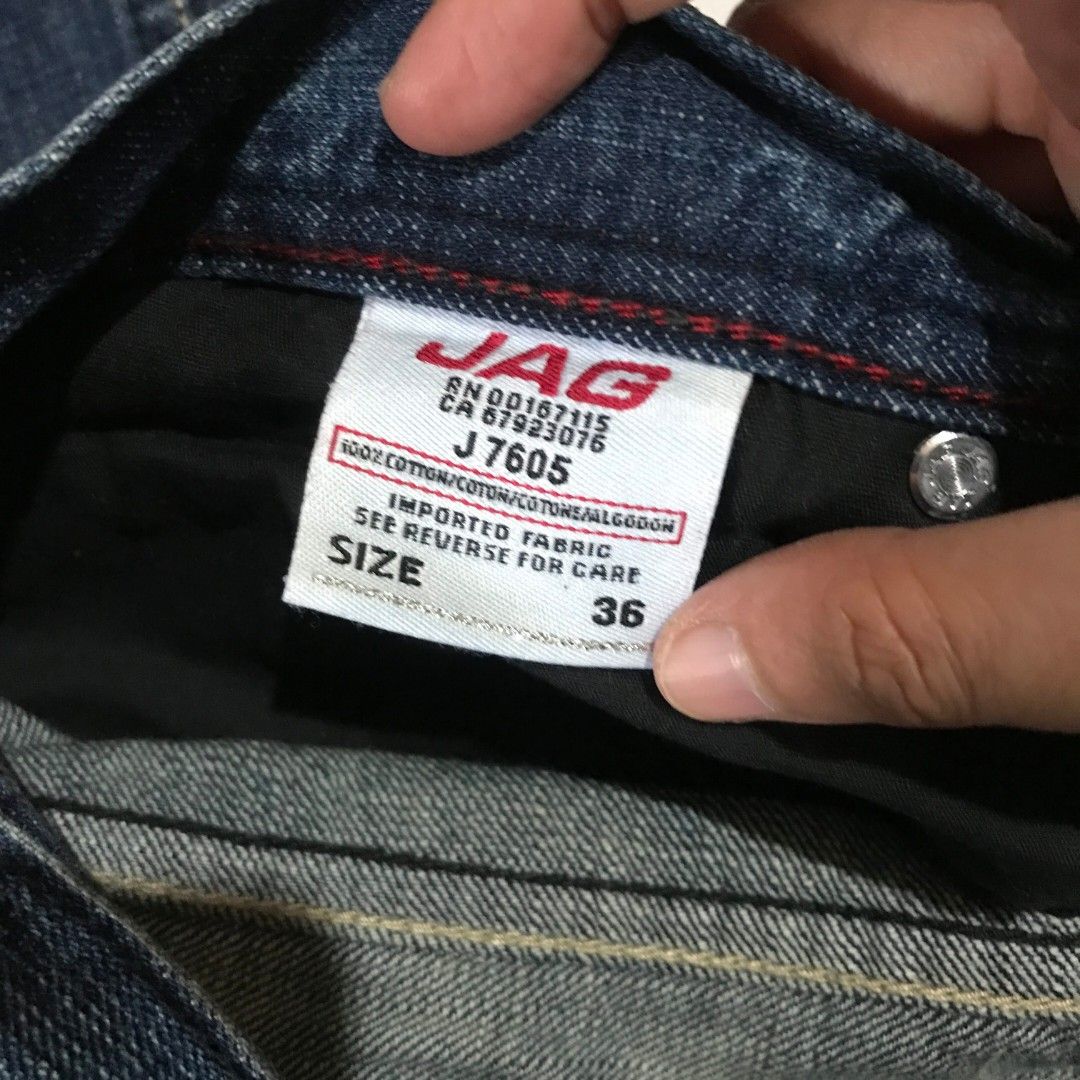 JAG
RN 00167115
CA 67923076
J 7605
100% COTTON/COTON/COTONE/ALGODON
IMPORTED FABRIC
SEE REVERSE FOR CARE
SIZE 36